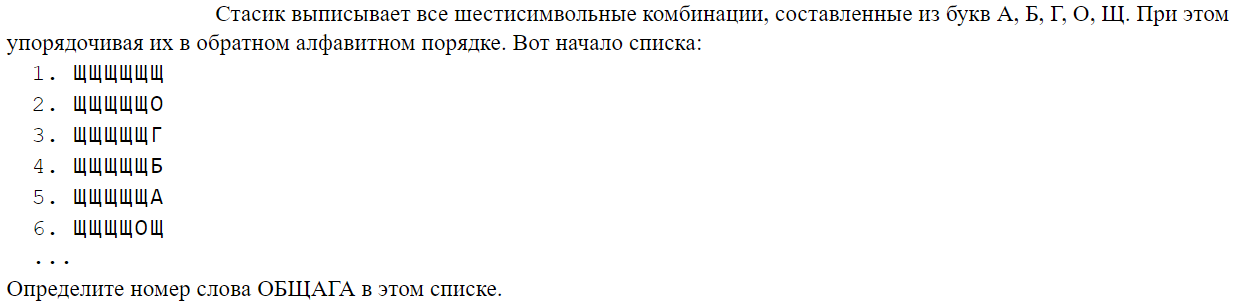 Стасик выписывает все шестисимвольные комбинации, составленные из букв А, Б, Г, О, Щ. При этом
упорядочивая их в обратном алфавитном порядке. Вот начало списка:
1. ЩЩЩЩЩЩ
2. ЩЩЩЩЩО
3. ЩЩЩЩЩГ
4. ЩЩЩЩЩБ
5. ЩЩЩЩЩА
6. ЩЩЩЩОЩ
...
Определите номер слова ОБЩАГА в этом списке.